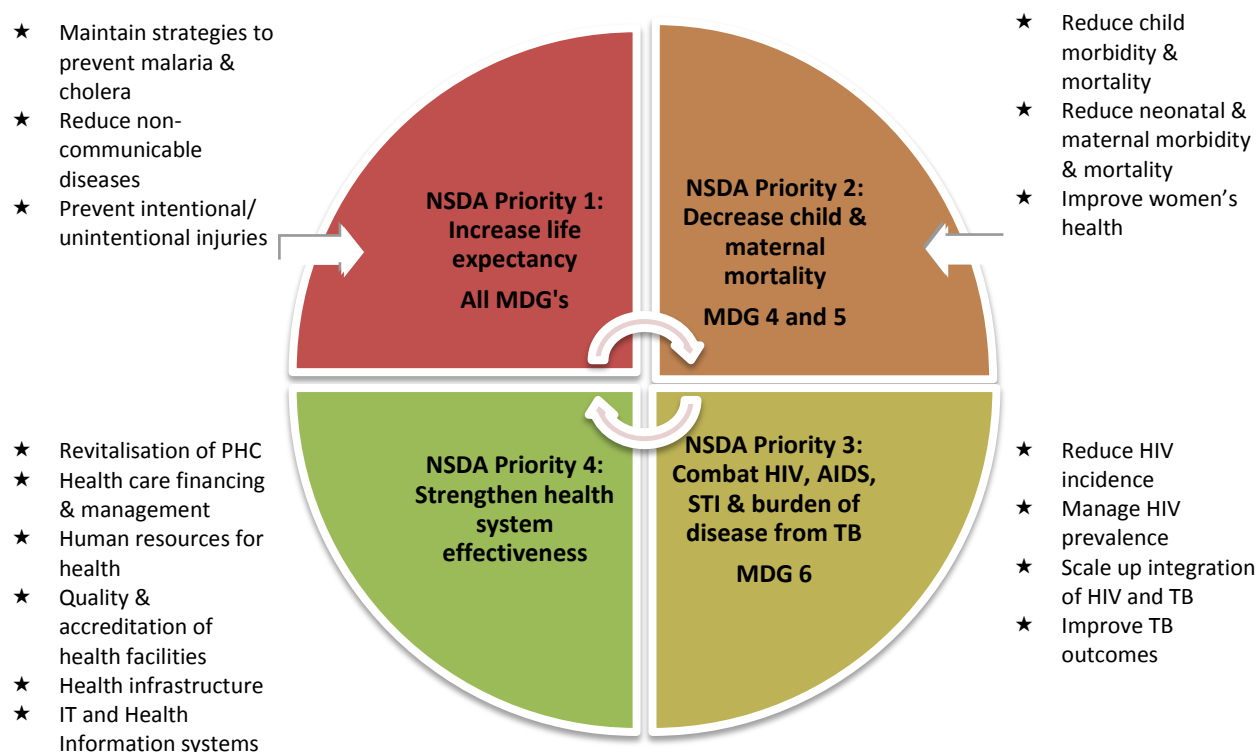 ★ Maintain strategies to
prevent malaria &
cholera
★ Reduce non-
communicable
diseases
★ Prevent intentional/
unintentional injuries
NSDA Priority 1:
Increase life
expectancy
All MDG's
NSDA Priority 2:
Decrease child &
maternal
mortality
MDG 4 and 5
★ Reduce child
morbidity &
mortality
★ Reduce neonatal &
maternal morbidity
& mortality
★ Improve women’s
health
★ Revitalisation of PHC
★ Health care financing
& management
★ Human resources for
health
★ Quality &
accreditation of
health facilities
★ Health infrastructure
★ IT and Health
Information systems
NSDA Priority 4:
Strengthen health
system
effectiveness
NSDA Priority 3:
Combat HIV, AIDS,
STI & burden of
disease from TB
MDG 6
★ Reduce HIV
incidence
★ Manage HIV
prevalence
★ Scale up integration
of HIV and TB
★ Improve TB
outcomes